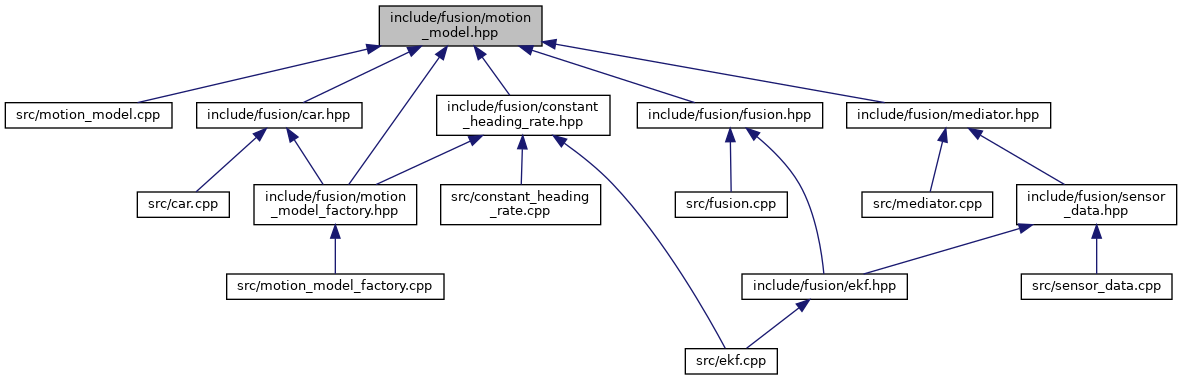 include/fusion/motion
_model.hpp
src/motion_model.cpp
include/fusion/car.hpp
include/fusion/constant
_heading_rate.hpp
include/fusion/fusion.hpp
include/fusion/mediator.hpp
src/car.cpp
include/fusion/motion
_model_factory.hpp
src/constant_heading
_rate.cpp
src/fusion.cpp
src/mediator.cpp
include/fusion/sensor
_data.hpp
src/motion_model_factory.cpp
include/fusion/ekf.hpp
src/sensor_data.cpp
src/ekf.cpp